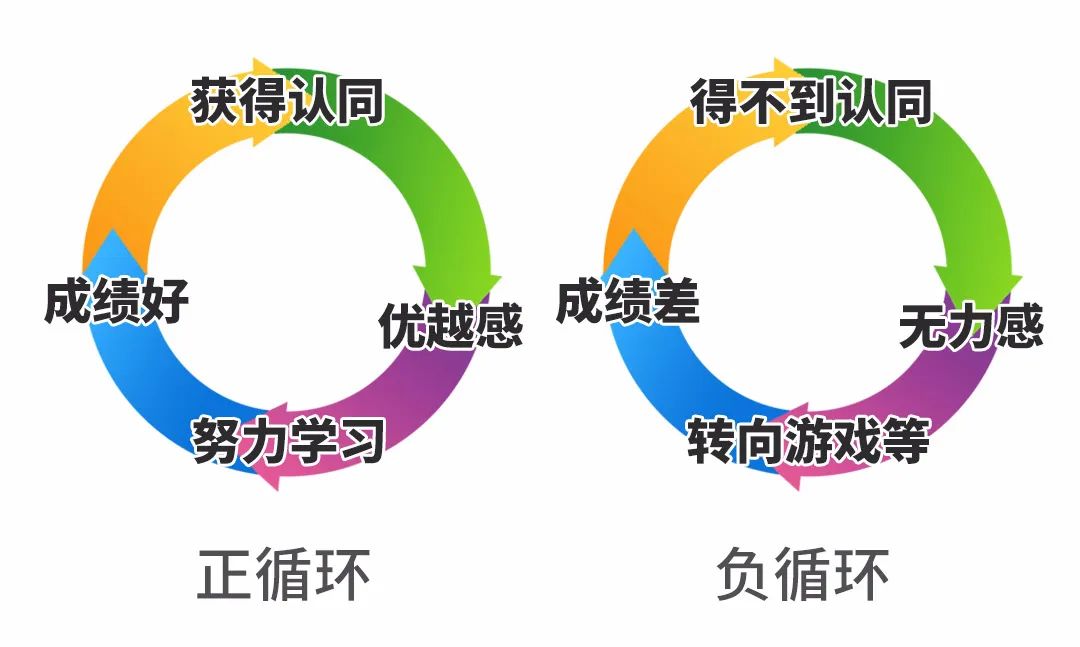 获得认同
成绩好
优越感
努力学习
正循环
得不到认同
成绩差
无力感
转向游戏等
负循环